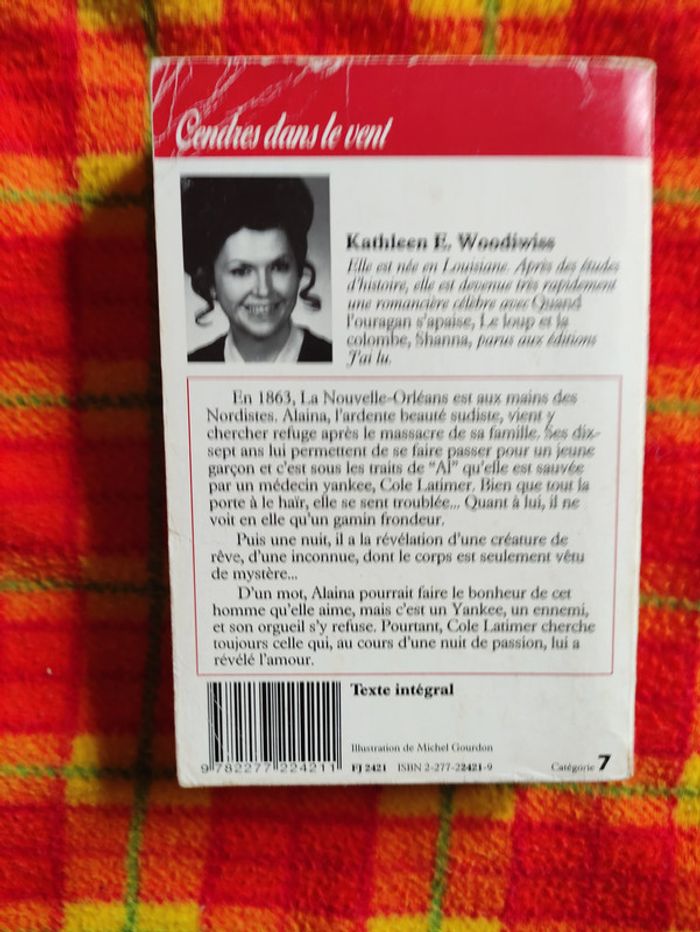 Cendres dans le vent
Kathleen E. Woodiwiss
Elle est née en Louisiane. Après des études
d'histoire, elle est devenue très rapidement
une romancière célèbre avec Quand
l'ouragan s'apaise, Le loup et la
colombe, Shanna, parus aux éditions
J'ai lu.
En 1863, La Nouvelle-Orléans est aux mains des
Nordistes. Alaina, l'ardente beauté sudiste, vient y
chercher refuge après le massacre de sa famille. Ses dix-
sept ans lui permettent de se faire passer pour un jeune
garçon et c'est sous les traits de "Al" qu'elle est sauvée
par un médecin yankee, Cole Latimer. Bien que tout la
porte à le haïr, elle se sent troublée... Quant à lui, il ne
voit en elle qu'un gamin frondeur.
Puis une nuit, il a la révélation d'une créature de
rêve, d'une inconnue, dont le corps est seulement vêtu
de mystère...
D'un mot, Alaina pourrait faire le bonheur de cet
homme qu'elle aime, mais c'est un Yankee, un ennemi,
et son orgueil s'y refuse. Pourtant, Cole Latimer cherche
toujours celle qui, au cours d'une nuit de passion, lui a
révélé l'amour.
Texte intégral
Illustration de Michel Gourdon
9 782277 224211
FJ 2421 ISBN 2-277-22421-9
Catégorie 7